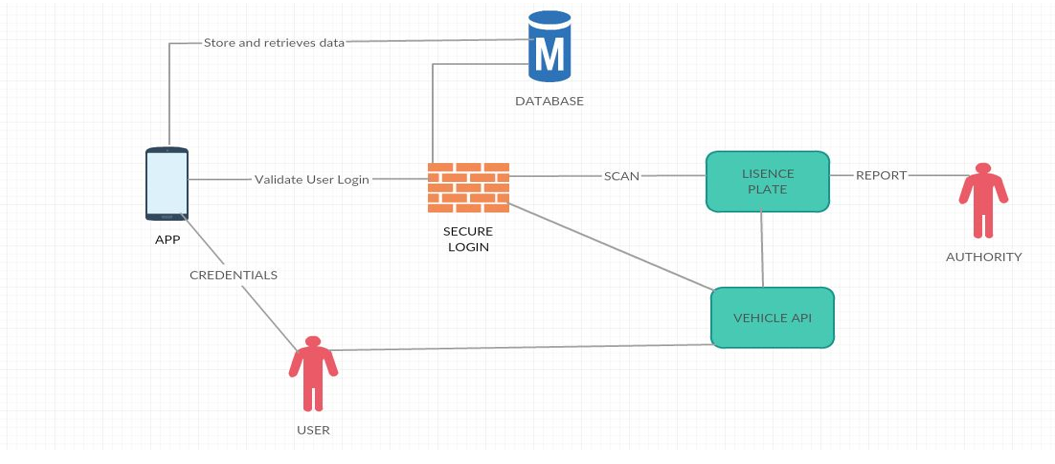 Store and retrieves data
M
DATABASE
Validate User Login
SCAN
LISENCE
PLATE
REPORT
APP
SECURE
LOGIN
AUTHORITY
CREDENTIALS
VEHICLE API
USER